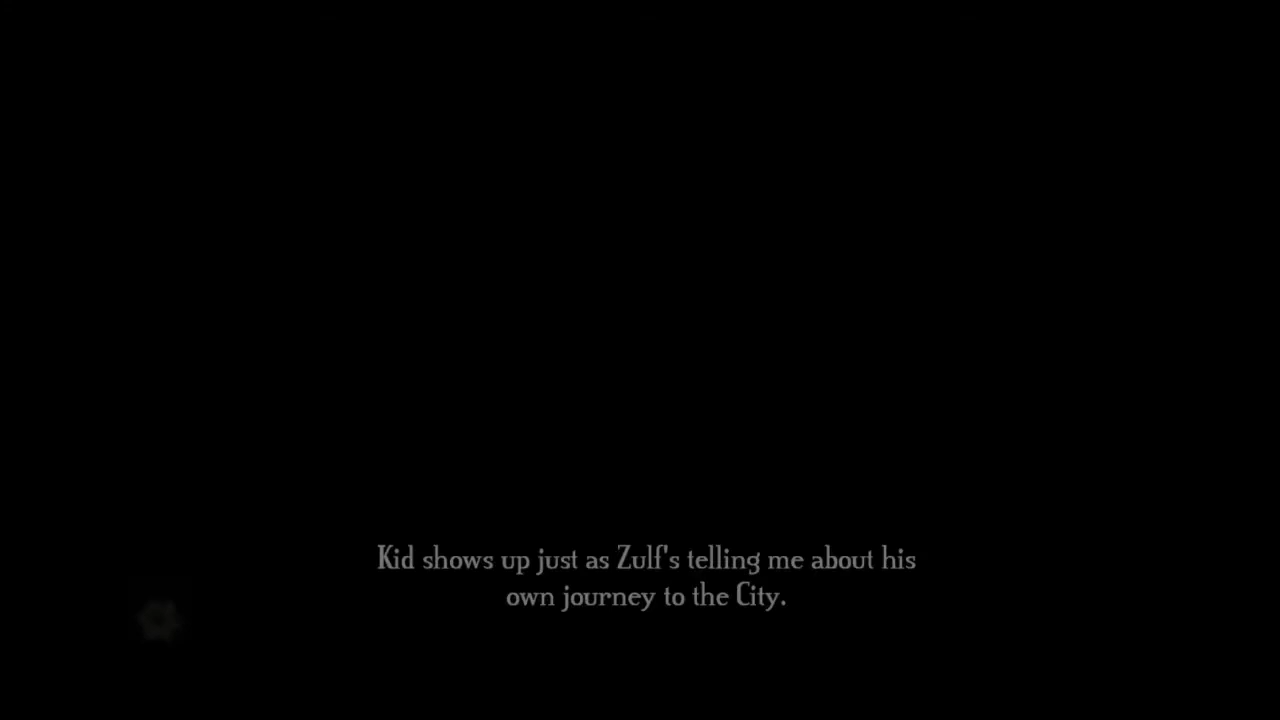 Kid shows up just as Zulf's telling me about his
own journey to the City.